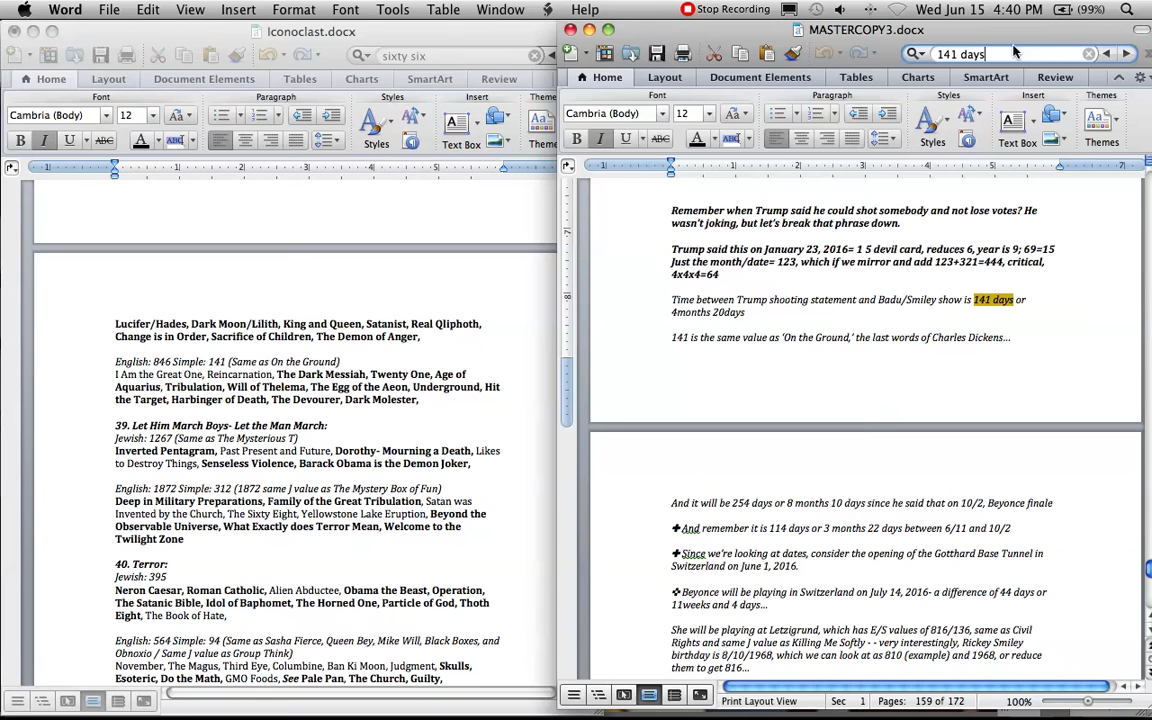 Word File Edit View Insert Format Font Tools Table Window Help Stop Recording Wed Jun 15 4:40 PM (99%)
Iconoclast.docx
sixty six
Home Layout Document Elements Tables Charts SmartArt Review
Font Paragraph Styles Insert Theme
Cambria (Body) 12
Styles Text Box Themes
Lucifer/Hades, Dark Moon/Lilith, King and Queen, Satanist, Real Qliphoth,
Change is in Order, Sacrifice of Children, The Demon of Anger,
English: 846 Simple: 141 (Same as On the Ground)
I Am the Great One, Reincarnation, The Dark Messiah, Twenty One, Age of
Aquarius, Tribulation, Will of Thelema, The Egg of the Aeon, Underground, Hit
the Target, Harbinger of Death, The Devourer, Dark Molester,
39. Let Him March Boys- Let the Man March:
Jewish: 1267 (Same as The Mysterious T)
Inverted Pentagram, Past Present and Future, Dorothy- Mourning a Death, Likes
to Destroy Things, Senseless Violence, Barack Obama is the Demon Joker,
English: 1872 Simple: 312 (1872 same J value as The Mystery Box of Fun)
Deep in Military Preparations, Family of the Great Tribulation, Satan was
Invented by the Church, The Sixty Eight, Yellowstone Lake Eruption, Beyond the
Observable Universe, What Exactly does Terror Mean, Welcome to the
Twilight Zone
40. Terror:
Jewish: 395
Neron Caesar, Roman Catholic, Alien Abductee, Obama the Beast, Operation,
The Satanic Bible, Idol of Baphomet, The Horned One, Particle of God, Thoth
Eight, The Book of Hate,
English: 564 Simple: 94 (Same as Sasha Fierce, Queen Bey, Mike Will, Black Boxes, and
Obnoxio / Same J value as Group Think)
November, The Magus, Third Eye, Columbine, Ban Ki Moon, Judgment, Skulls,
Esoteric, Do the Math, GMO Foods, See Pale Pan, The Church, Guilty,
MASTERCOPY3.docx
141 days
Home Layout Document Elements Tables Charts SmartArt Review
Font Paragraph Styles Insert Themes
Cambria (Body) 12
Styles Text Box Themes
Remember when Trump said he could shot somebody and not lose votes? He
wasn't joking, but let's break that phrase down.
Trump said this on January 23, 2016= 1 5 devil card, reduces 6, year is 9; 69=15
Just the month/date= 123, which if we mirror and add 123+321=444, critical,
4x4x4=64
Time between Trump shooting statement and Badu/Smiley show is 141 days or
4months 20days
141 is the same value as 'On the Ground,' the last words of Charles Dickens...
And it will be 254 days or 8 months 10 days since he said that on 10/2, Beyonce finale
And remember it is 114 days or 3 months 22 days between 6/11 and 10/2
Since we're looking at dates, consider the opening of the Gotthard Base Tunnel in
Switzerland on June 1, 2016.
Beyonce will be playing in Switzerland on July 14, 2016- a difference of 44 days or
11weeks and 4 days...
She will be playing at Letzigrund, which has E/S values of 816/136, same as Civil
Rights and same J value as Killing Me Softly - - very interestingly, Rickey Smiley
birthday is 8/10/1968, which we can look at as 810 (example) and 1968, or reduce
them to get 816...
Print Layout View Sec 1 Pages: 159 of 172 100%